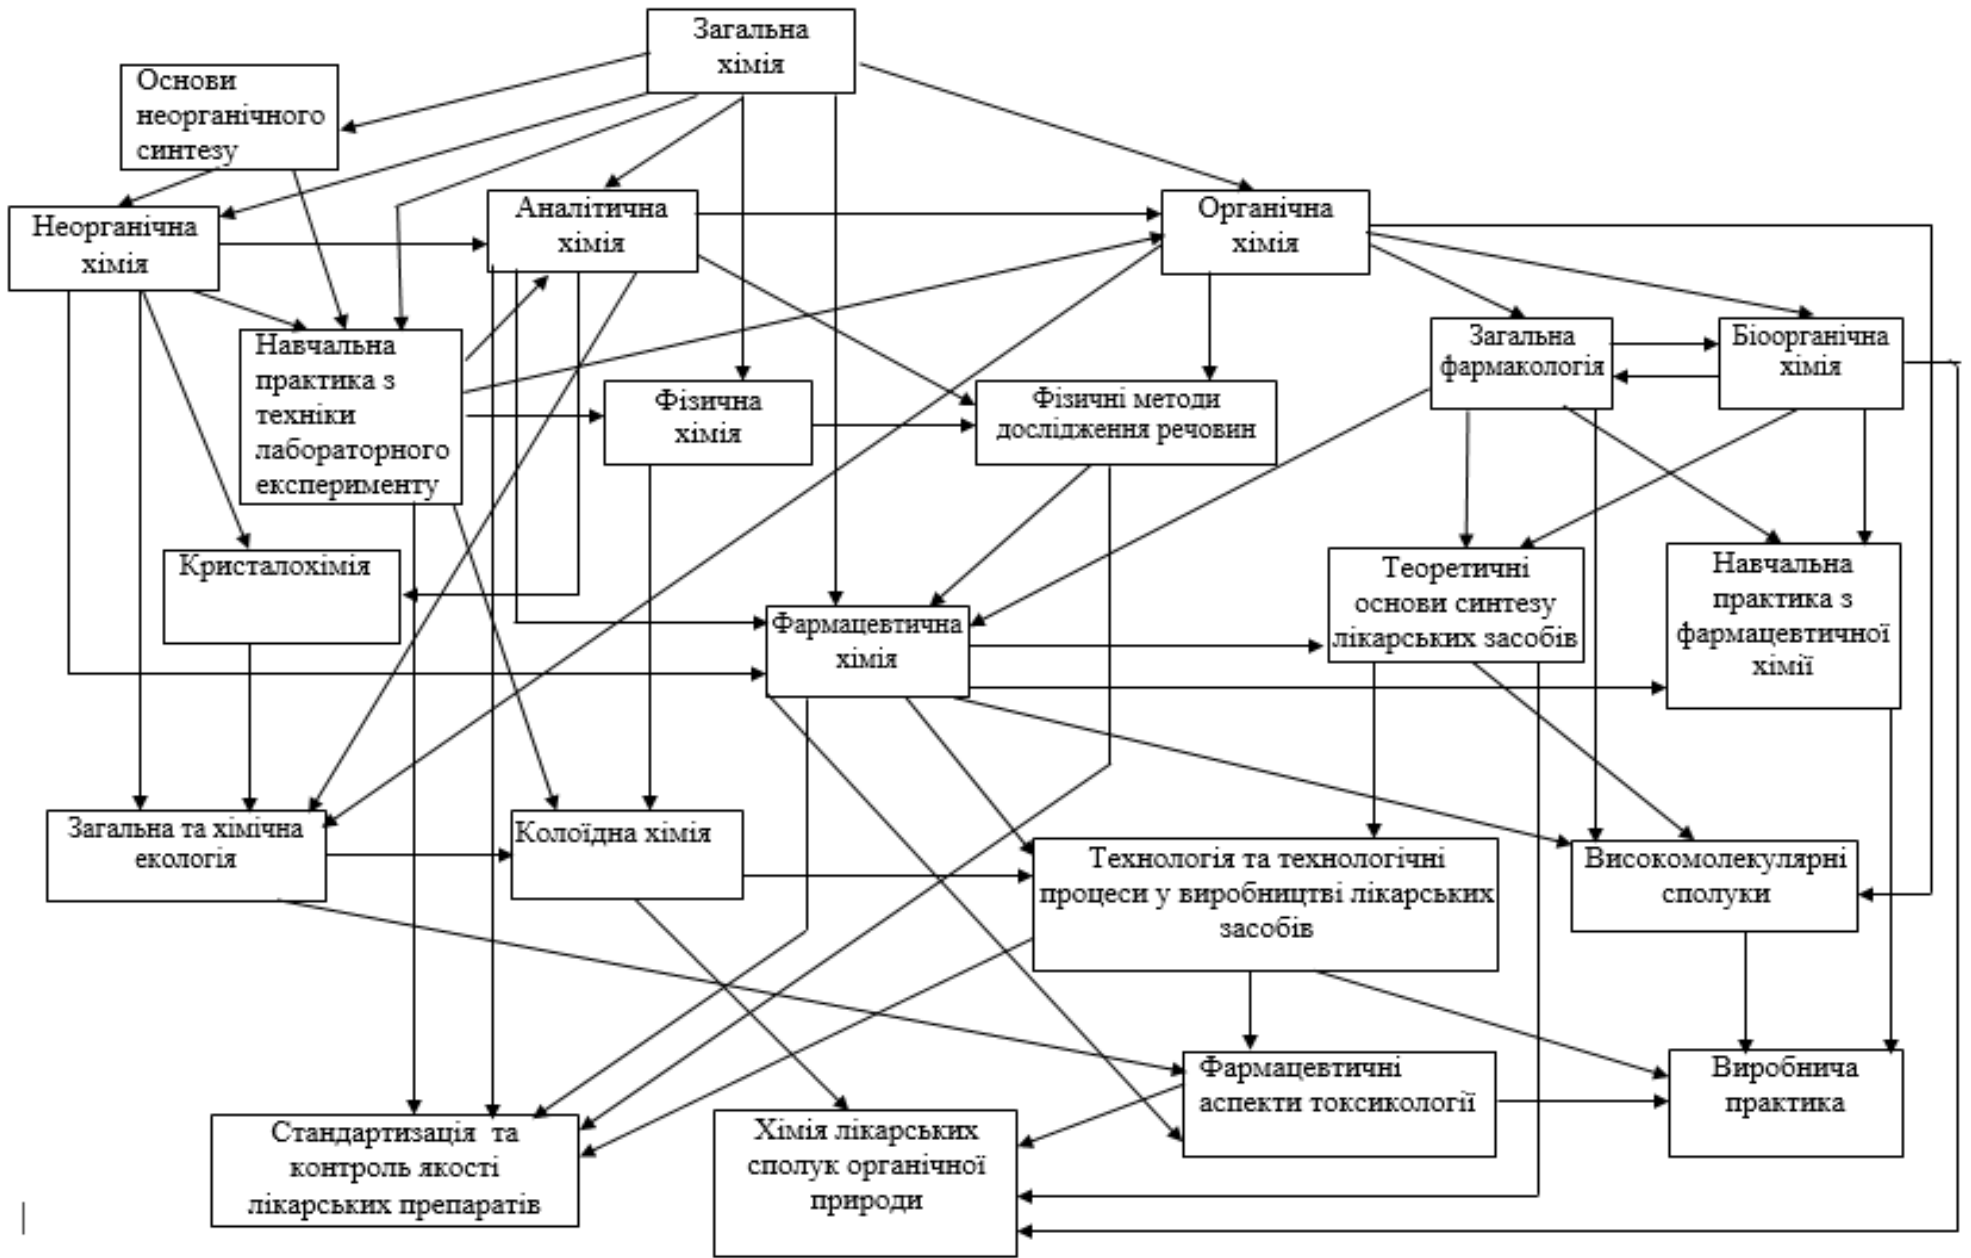 Загальна
хімія
Основи
неорганічного
синтезу
Неорганічна
хімія
Аналітична
хімія
Органічна
хімія
Навчальна
практика з
техніки
лабораторного
експерименту
Фізична
хімія
Фізичні методи
дослідження речовин
Загальна
фармакологія
Біоорганічна
хімія
Кристалохімія
Фармацевтична
хімія
Теоретичні
основи синтезу
лікарських засобів
Навчальна
практика з
фармацевтичної
хімії
Загальна та хімічна
екологія
Колоїдна хімія
Технологія та технологічні
процеси у виробництві лікарських
засобів
Високомолекулярні
сполуки
Стандартизація та
контроль якості
лікарських препаратів
Хімія лікарських
сполук органічної
природи
Фармацевтичні
аспекти токсикології
Виробнича
практика